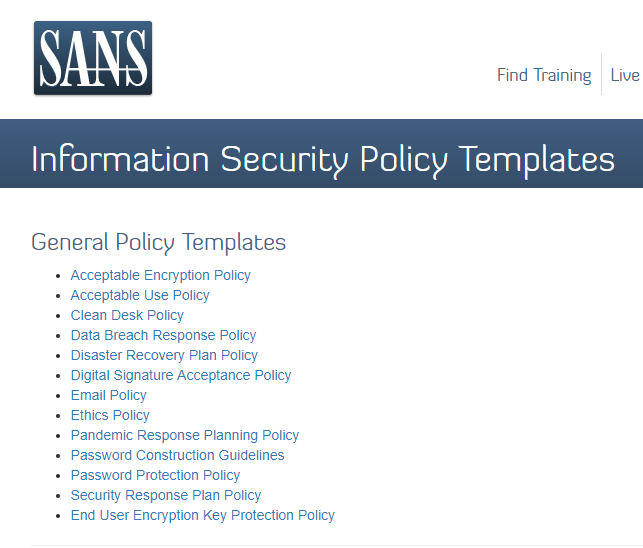 SANS
Find Training
Live
Information Security Policy Templates
General Policy Templates
Acceptable Encryption Policy
Acceptable Use Policy
Clean Desk Policy
Data Breach Response Policy
Disaster Recovery Plan Policy
Digital Signature Acceptance Policy
Email Policy
Ethics Policy
Pandemic Response Planning Policy
Password Construction Guidelines
Password Protection Policy
Security Response Plan Policy
End User Encryption Key Protection Policy